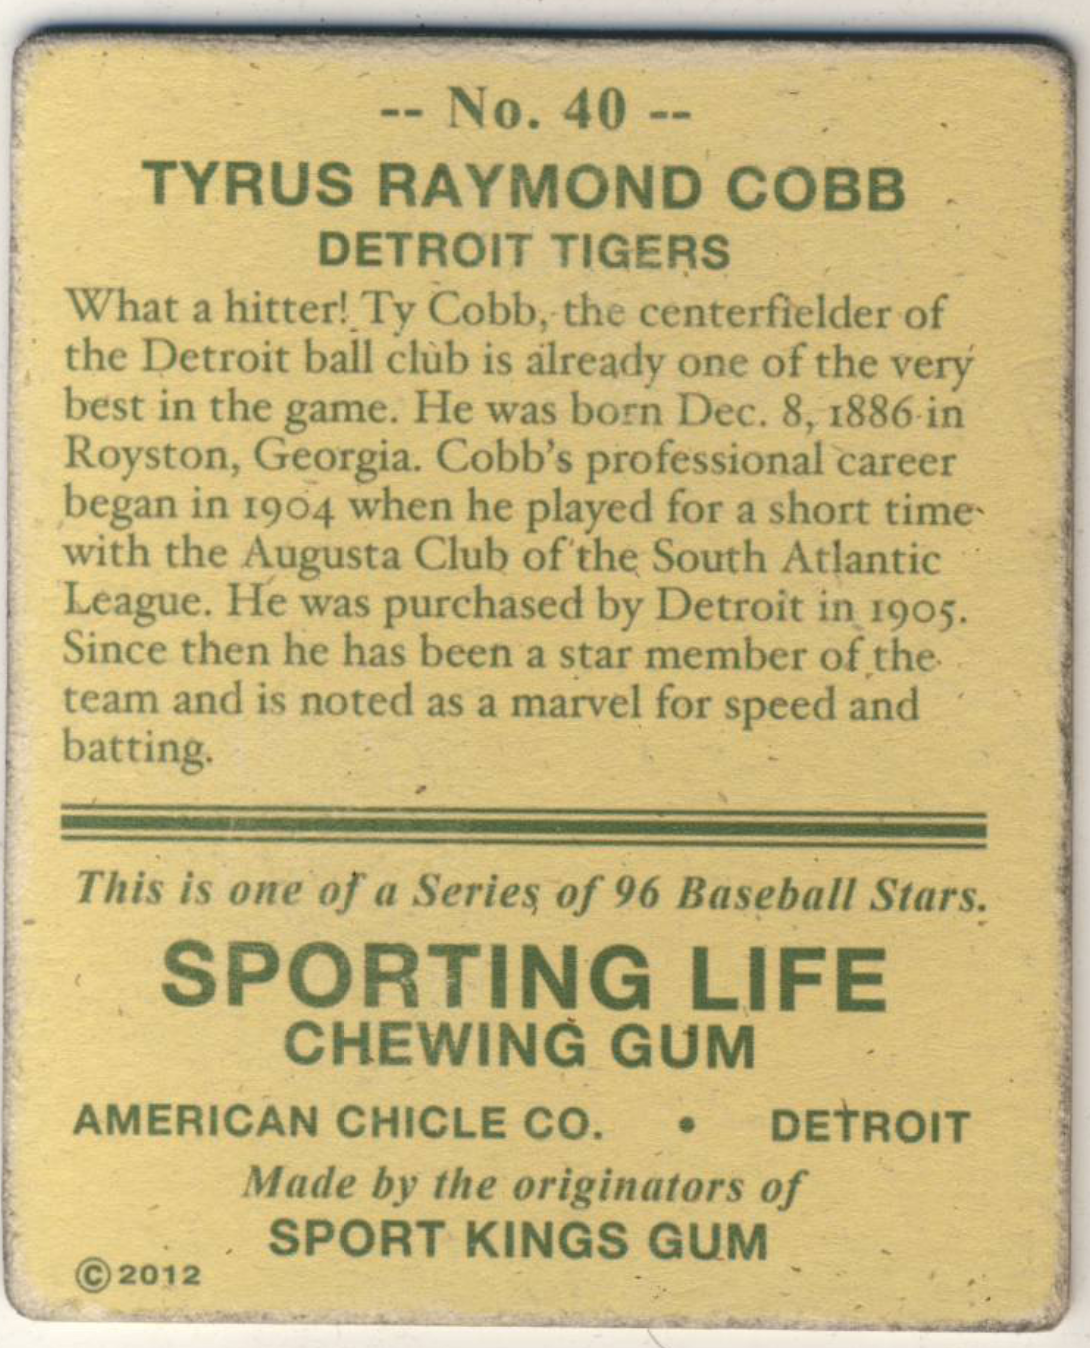 -- No. 40 --
TYRUS RAYMOND COBB
DETROIT TIGERS
What a hitter! Ty Cobb, the centerfielder of
the Detroit ball club is already one of the very
best in the game. He was born Dec. 8, 1886 in
Royston, Georgia. Cobb's professional career
began in 1904 when he played for a short time
with the Augusta Club of the South Atlantic
League. He was purchased by Detroit in 1905.
Since then he has been a star member of the
team and is noted as a marvel for speed and
batting.
This is one of a Series of 96 Baseball Stars.
SPORTING LIFE
CHEWING GUM
AMERICAN CHICLE CO. • DETROIT
Made by the originators of
SPORT KINGS GUM
©2012